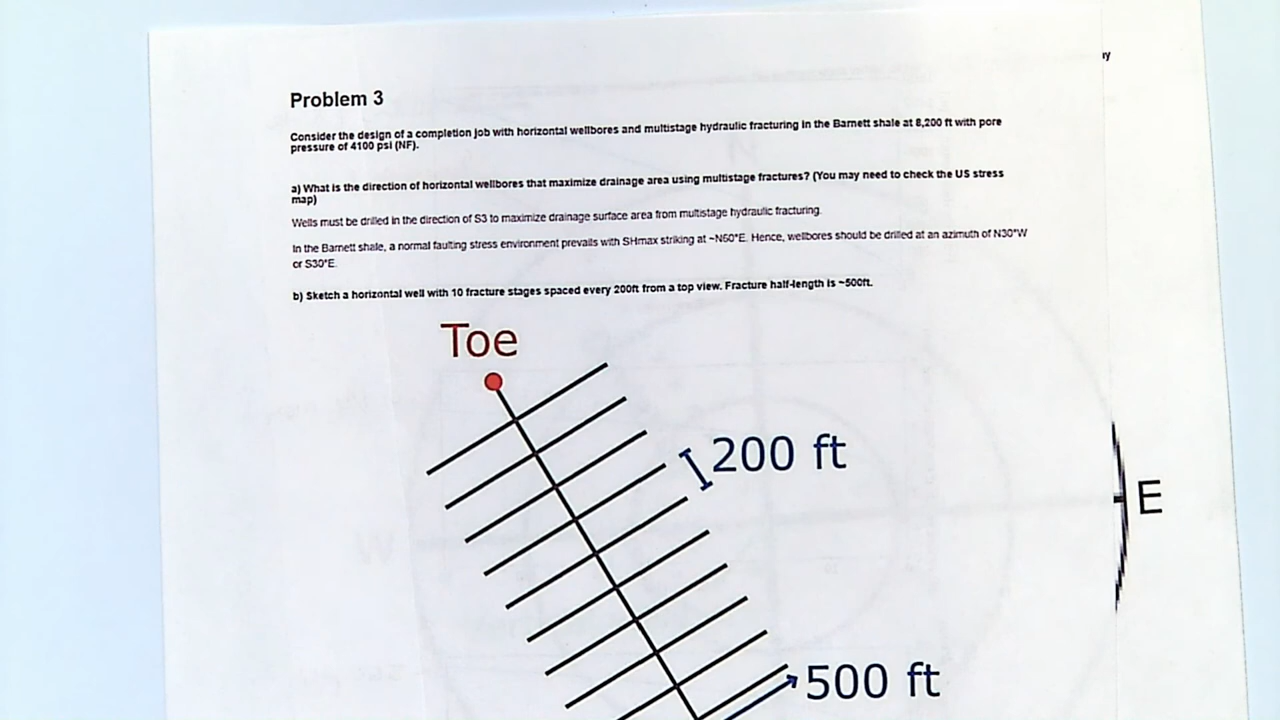 Problem 3
Consider the design of a completion job with horizontal wellbores and multistage hydraulic fracturing in the Barnett shale at 8,200 ft with pore
pressure of 4100 psi (NF).
a) What is the direction of horizontal wellbores that maximize drainage area using multistage fractures? (You may need to check the US stress
map)
Wells must be drilled in the direction of S3 to maximize drainage surface area from multistage hydraulic fracturing.
In the Barnett shale, a normal faulting stress environment prevails with SHmax striking at ~N60°E. Hence, wellbores should be drilled at an azimuth of N30°W
or S30°E.
b) Sketch a horizontal well with 10 fracture stages spaced every 200ft from a top view. Fracture half-length is ~500ft.
Toe
200 ft
E
500 ft